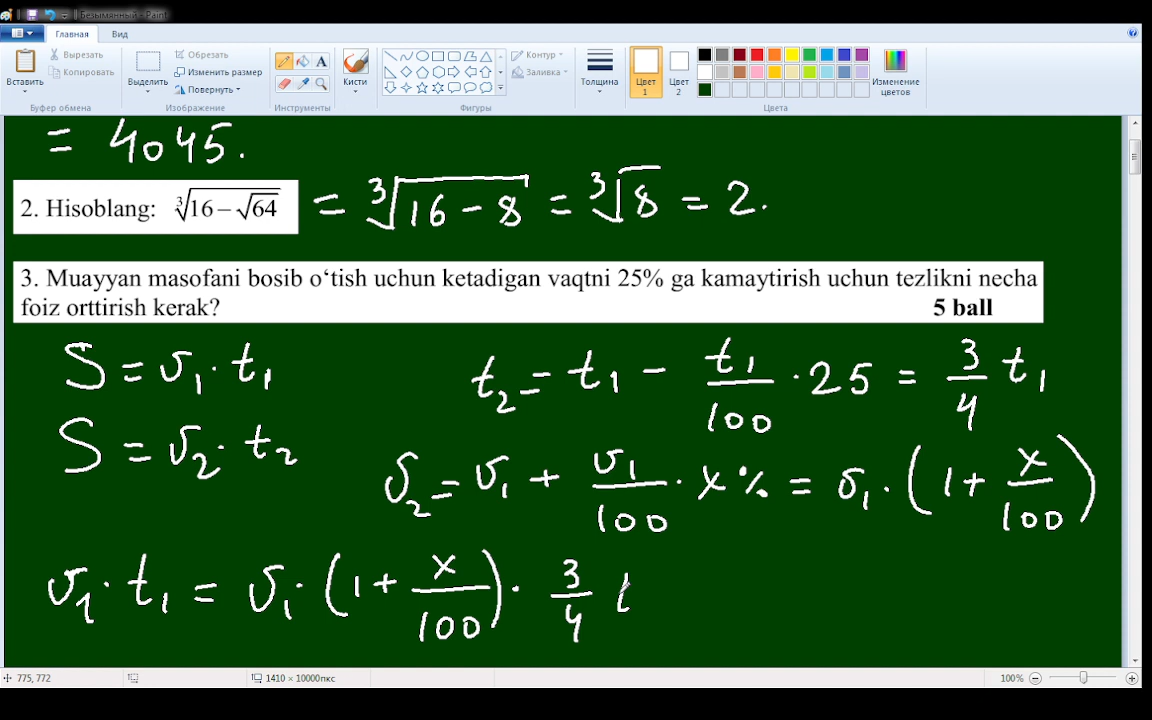 Безымянный - Paint
Главная Вид
Вставить
Вырезать
Копировать
Буфер обмена
Выделить
Обрезать
Изменить размер
Повернуть
Изображение
Инструменты
Кисти
Контур
Заливка
Фигуры
Толщина
Цвет 1
Цвет 2
Изменение цветов
Цвета
= 4045.
2. Hisoblang: ∛(16 – √64) = ∛(16 - 8) = ∛8 = 2.
3. Muayyan masofani bosib o‘tish uchun ketadigan vaqtni 25% ga kamaytirish uchun tezlikni necha
foiz orttirish kerak? 5 ball
S = υ₁ · t₁
t₂ = t₁ - t₁/100 · 25 = 3/4 t₁
S = υ₂ · t₂
υ₂ = υ₁ + υ₁/100 · x% = υ₁ · (1 + x/100)
υ₁ · t₁ = υ₁ · (1 + x/100) · 3/4 t
775, 772
1410 × 10000пкс
100%